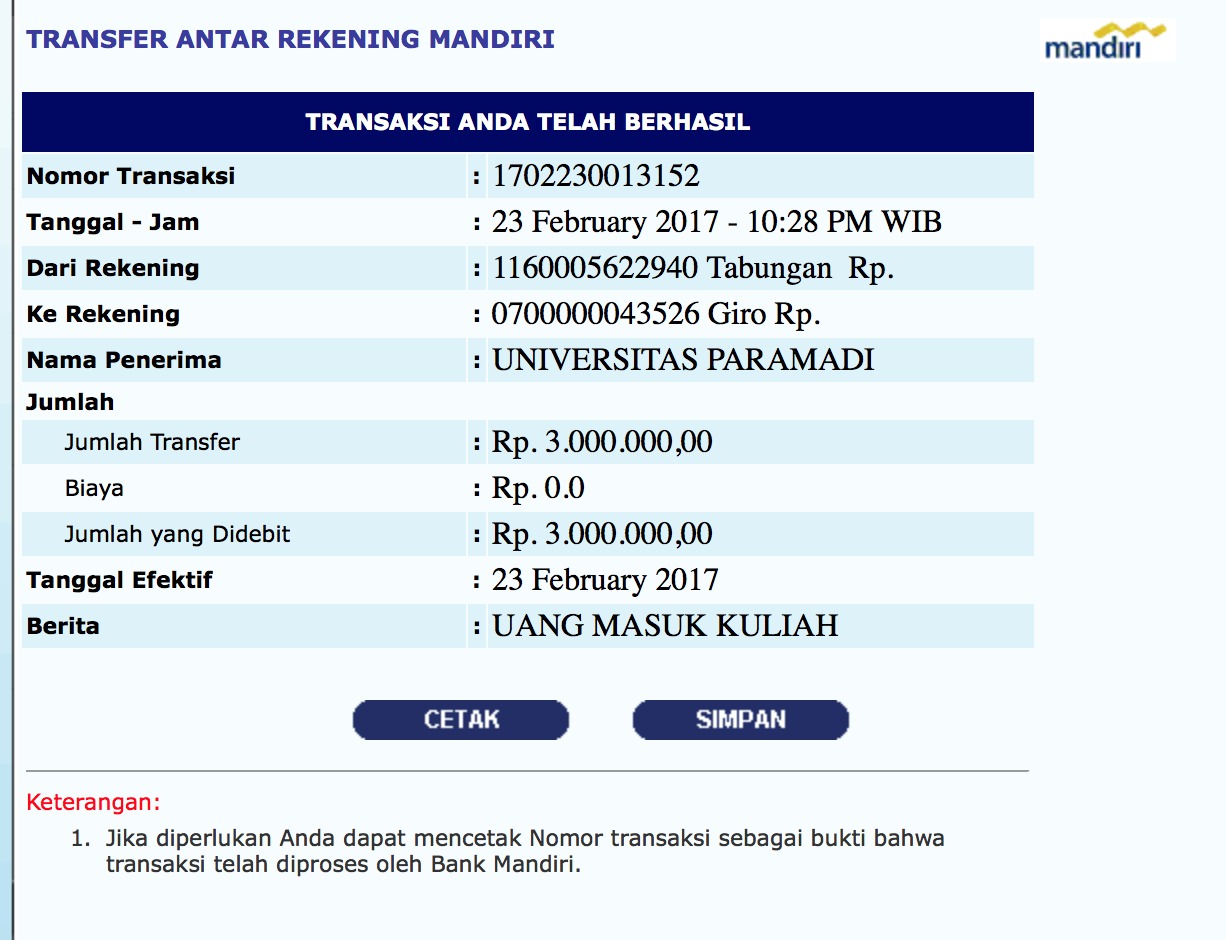 TRANSFER ANTAR REKENING MANDIRI
mandiri
TRANSAKSI ANDA TELAH BERHASIL
Nomor Transaksi : 1702230013152
Tanggal - Jam : 23 February 2017 - 10:28 PM WIB
Dari Rekening : 1160005622940 Tabungan Rp.
Ke Rekening : 0700000043526 Giro Rp.
Nama Penerima : UNIVERSITAS PARAMADI
Jumlah
Jumlah Transfer : Rp. 3.000.000,00
Biaya : Rp. 0.0
Jumlah yang Didebit : Rp. 3.000.000,00
Tanggal Efektif : 23 February 2017
Berita : UANG MASUK KULIAH
CETAK SIMPAN
Keterangan:
1. Jika diperlukan Anda dapat mencetak Nomor transaksi sebagai bukti bahwa
transaksi telah diproses oleh Bank Mandiri.